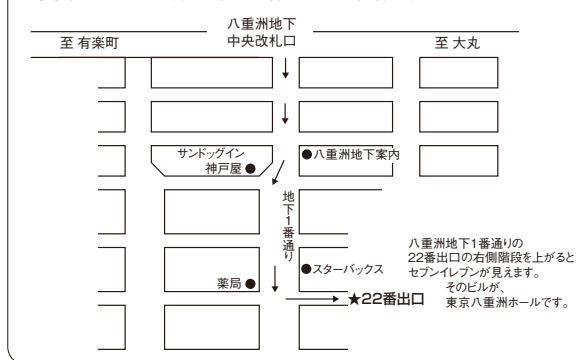 八重洲地下
中央改札口
至 有楽町
至 大丸
サンドッグイン
神戸屋●
●八重洲地下案内
地下1番通り
●スターバックス
薬局●
★22番出口
八重洲地下1番通りの
22番出口の右側階段を上がると
セブンイレブンが見えます。
そのビルが、
東京八重洲ホールです。